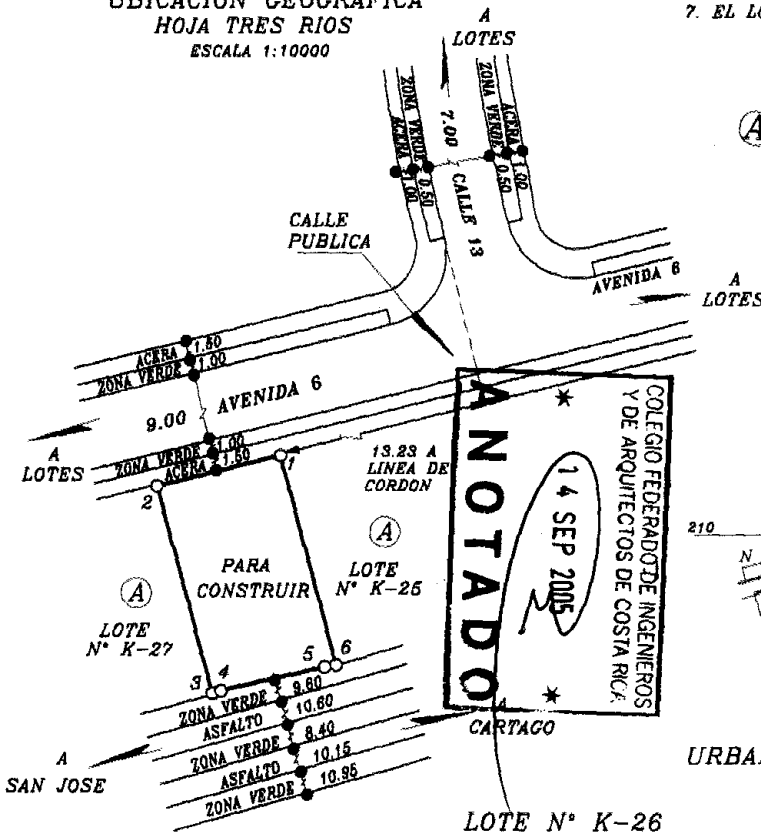 UBICACION GEOGRAFICA
HOJA TRES RIOS
ESCALA 1:10000
7. EL LO
A
LOTES
ZONA VERDE
ACERA
0.50
1.00
7.00
CALLE 13
ZONA VERDE
ACERA
0.50
1.00
A
CALLE
PUBLICA
AVENIDA 6
A
LOTES
ACERA
1.50
ZONA VERDE
1.00
9.00
AVENIDA 6
A
LOTES
ZONA VERDE
1.00
ACERA
1.50
1
2
13.23 A
LINEA DE
CORDON
A
LOTE
N° K-25
PARA
CONSTRUIR
A
LOTE
N° K-27
3
4
5
6
ZONA VERDE
9.60
ASFALTO
10.60
ZONA VERDE
8.40
ASFALTO
10.15
ZONA VERDE
10.95
A
SAN JOSE
A
CARTAGO
COLEGIO FEDERADO DE INGENIEROS
Y DE ARQUITECTOS DE COSTA RICA
* 14 SEP 2005 *
ANOTADO
210
N
URBA
LOTE N° K-26